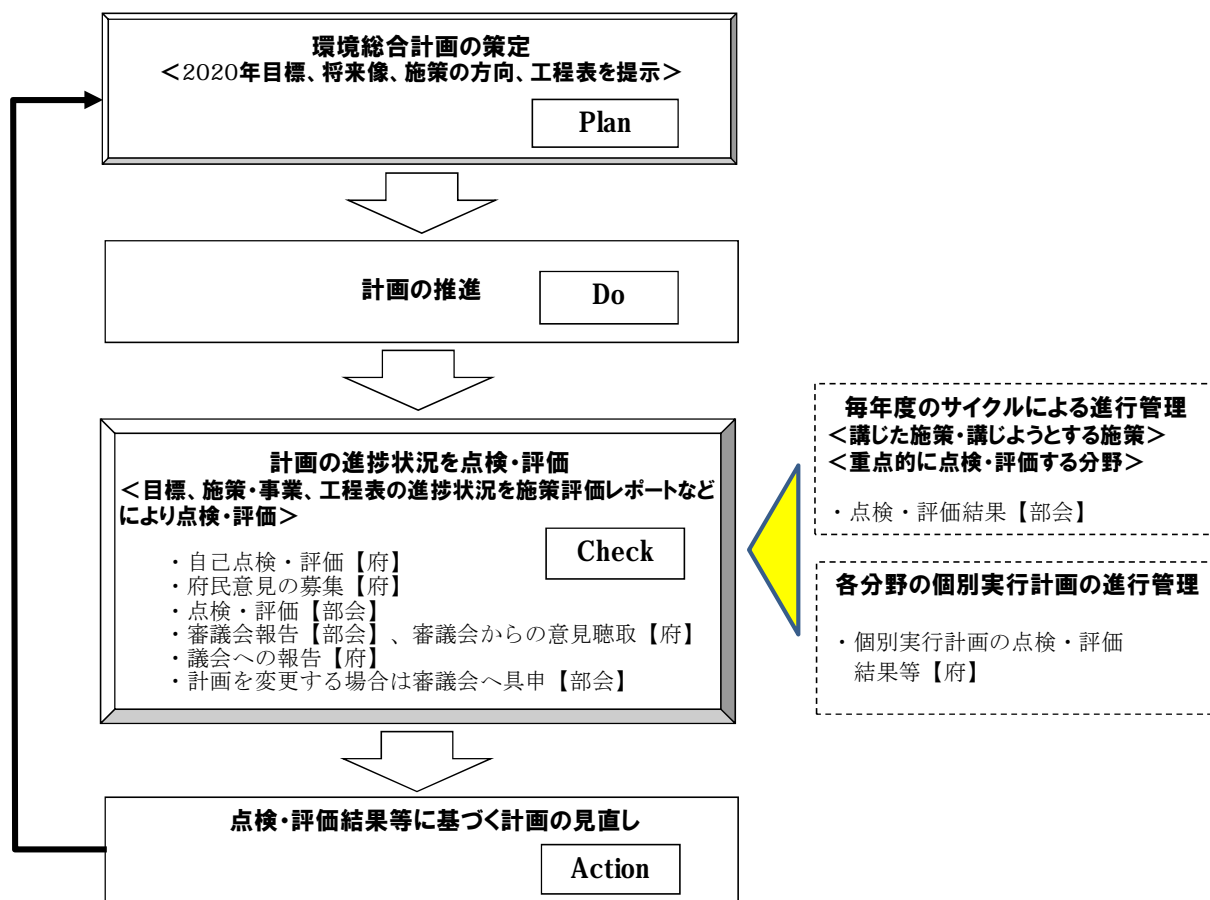 環境総合計画の策定
＜2020年目標、将来像、施策の方向、工程表を提示＞
Plan
計画の推進
Do
計画の進捗状況を点検・評価
＜目標、施策・事業、工程表の進捗状況を施策評価レポートなど
により点検・評価＞
Check
・自己点検・評価【府】
・府民意見の募集【府】
・点検・評価【部会】
・審議会報告【部会】、審議会からの意見聴取【府】
・議会への報告【府】
・計画を変更する場合は審議会へ具申【部会】
毎年度のサイクルによる進行管理
＜講じた施策・講じようとする施策＞
＜重点的に点検・評価する分野＞
・点検・評価結果【部会】
各分野の個別実行計画の進行管理
・個別実行計画の点検・評価
結果等【府】
点検・評価結果等に基づく計画の見直し
Action